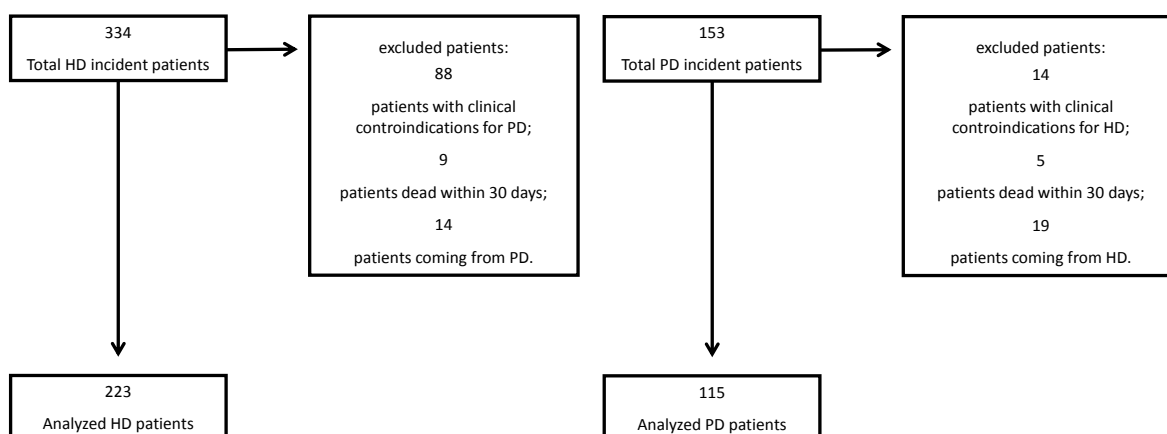 334
Total HD incident patients
excluded patients:
88
patients with clinical
controindications for PD;
9
patients dead within 30 days;
14
patients coming from PD.
223
Analyzed HD patients
153
Total PD incident patients
excluded patients:
14
patients with clinical
controindications for HD;
5
patients dead within 30 days;
19
patients coming from HD.
115
Analyzed PD patients